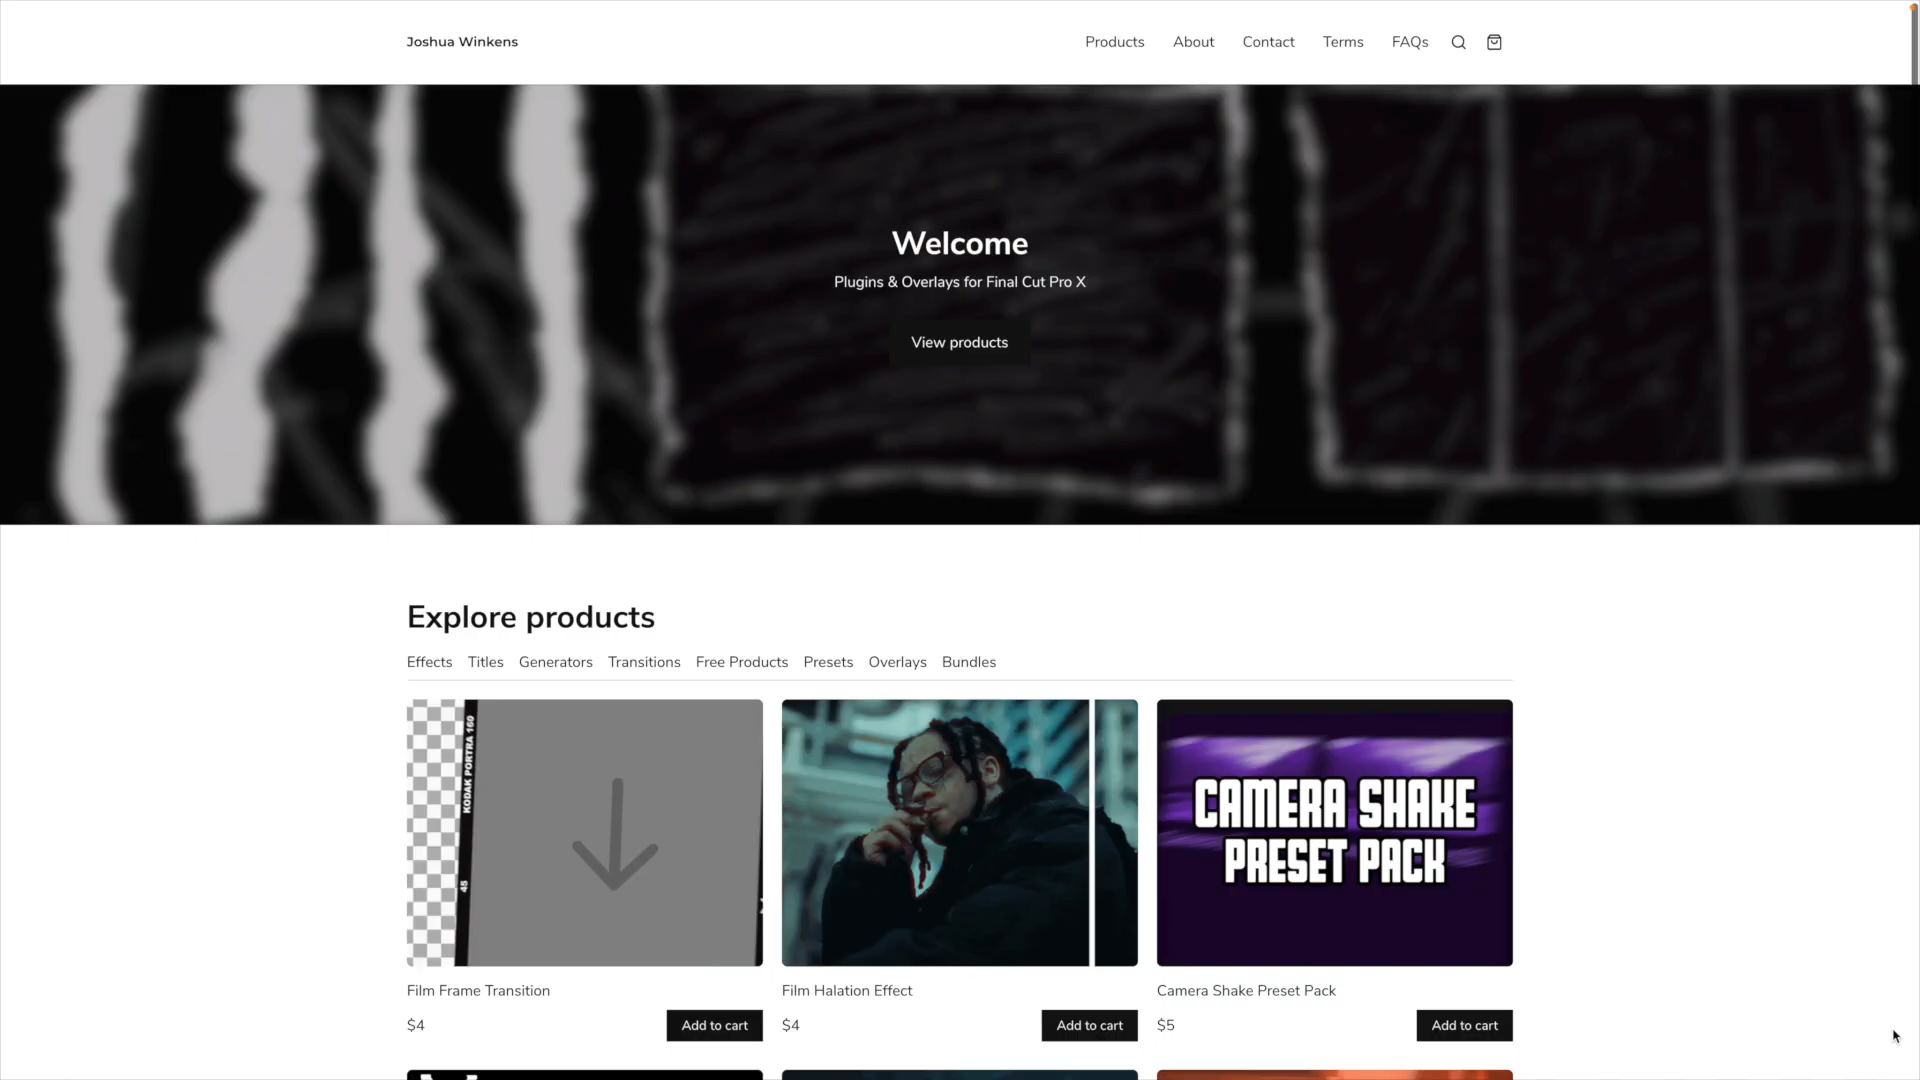 Joshua Winkens
Products About Contact Terms FAQs
Welcome
Plugins & Overlays for Final Cut Pro X
View products
Explore products
Effects Titles Generators Transitions Free Products Presets Overlays Bundles
KODAK PORTRA 160
45
CAMERA SHAKE
PRESET PACK
Film Frame Transition
$4
Add to cart
Film Halation Effect
$4
Add to cart
Camera Shake Preset Pack
$5
Add to cart